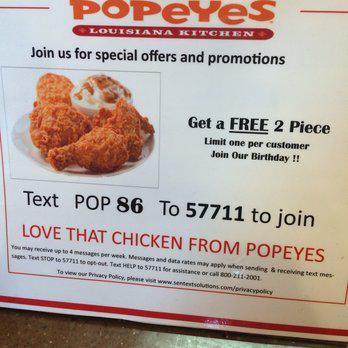 POPEYES
LOUISIANA KITCHEN
Join us for special offers and promotions
Get a FREE 2 Piece
Limit one per customer
Join Our Birthday !!
Text POP 86 To 57711 to join
LOVE THAT CHICKEN FROM POPEYES
You may receive up to 4 messages per week. Messages and data rates may apply when sending & receiving text mes-
sages. Text STOP to 57711 to opt-out. Text HELP to 57711 for assistance or call 800-211-2001.
To view our Privacy Policy, please visit www.sentextsolutions.com/privacypolicy